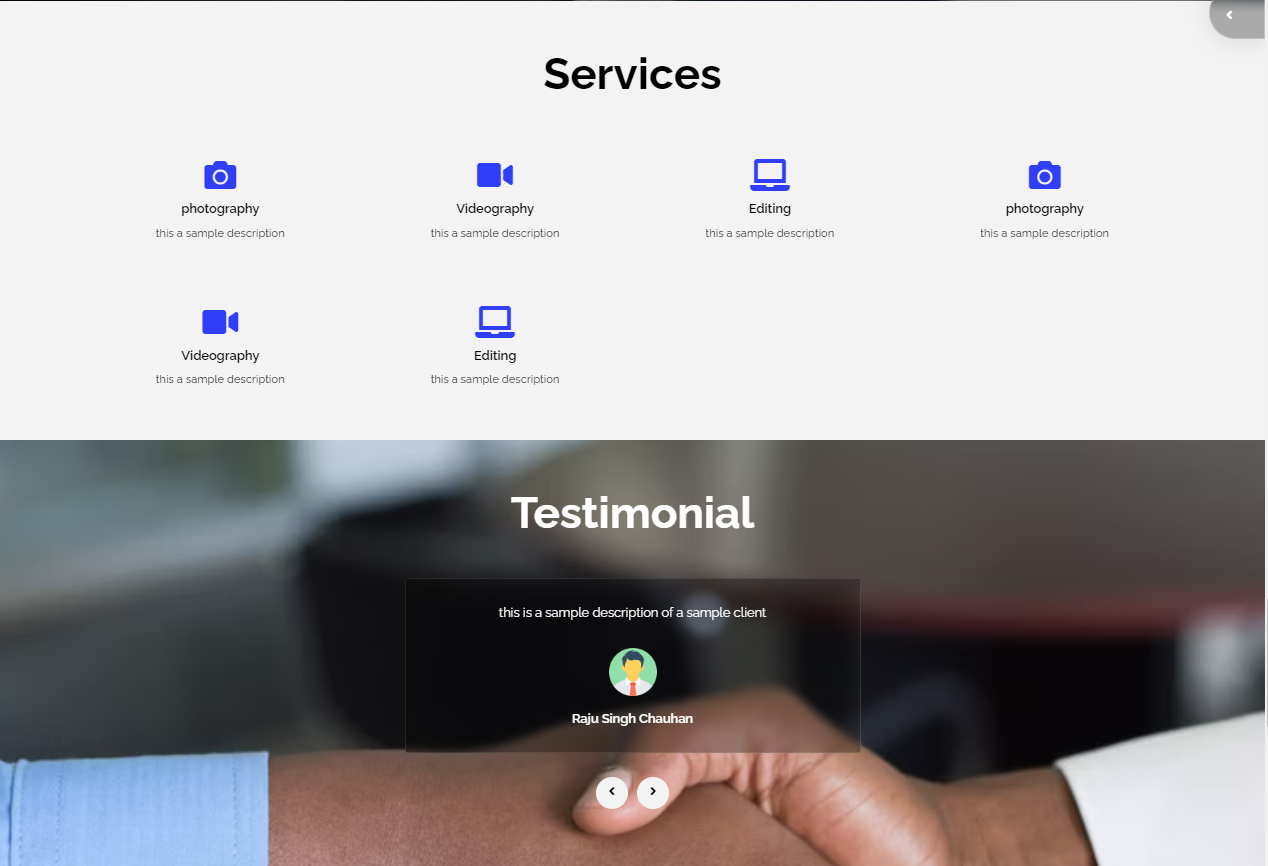 Services
photography
this a sample description
Videography
this a sample description
Editing
this a sample description
photography
this a sample description
Videography
this a sample description
Editing
this a sample description
Testimonial
this is a sample description of a sample client
Raju Singh Chauhan